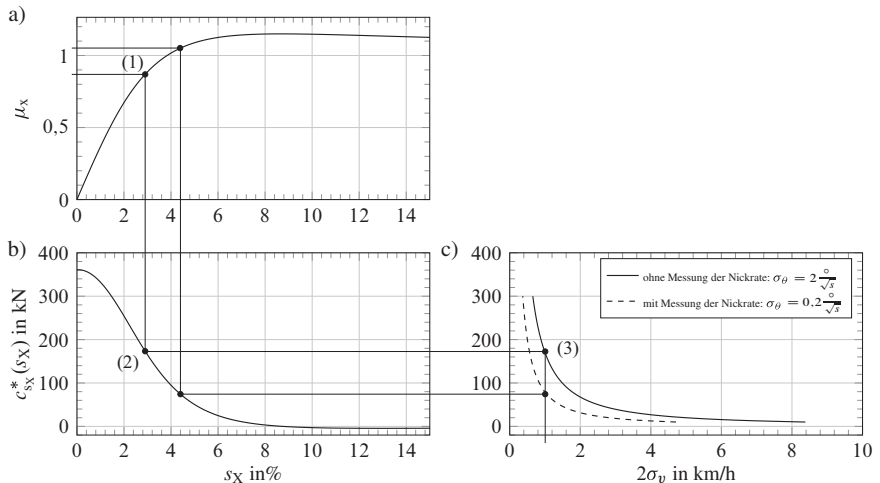 a)
1
0,5
0
μx
(1)
0 2 4 6 8 10 12 14
b)
400
300
200
100
0
c*sX(sX) in kN
(2)
0 2 4 6 8 10 12 14
sX in%
c)
400
300
200
100
0
ohne Messung der Nickrate: σθ = 2 °/√s
mit Messung der Nickrate: σθ = 0,2 °/√s
(3)
0 2 4 6 8 10
2σv in km/h